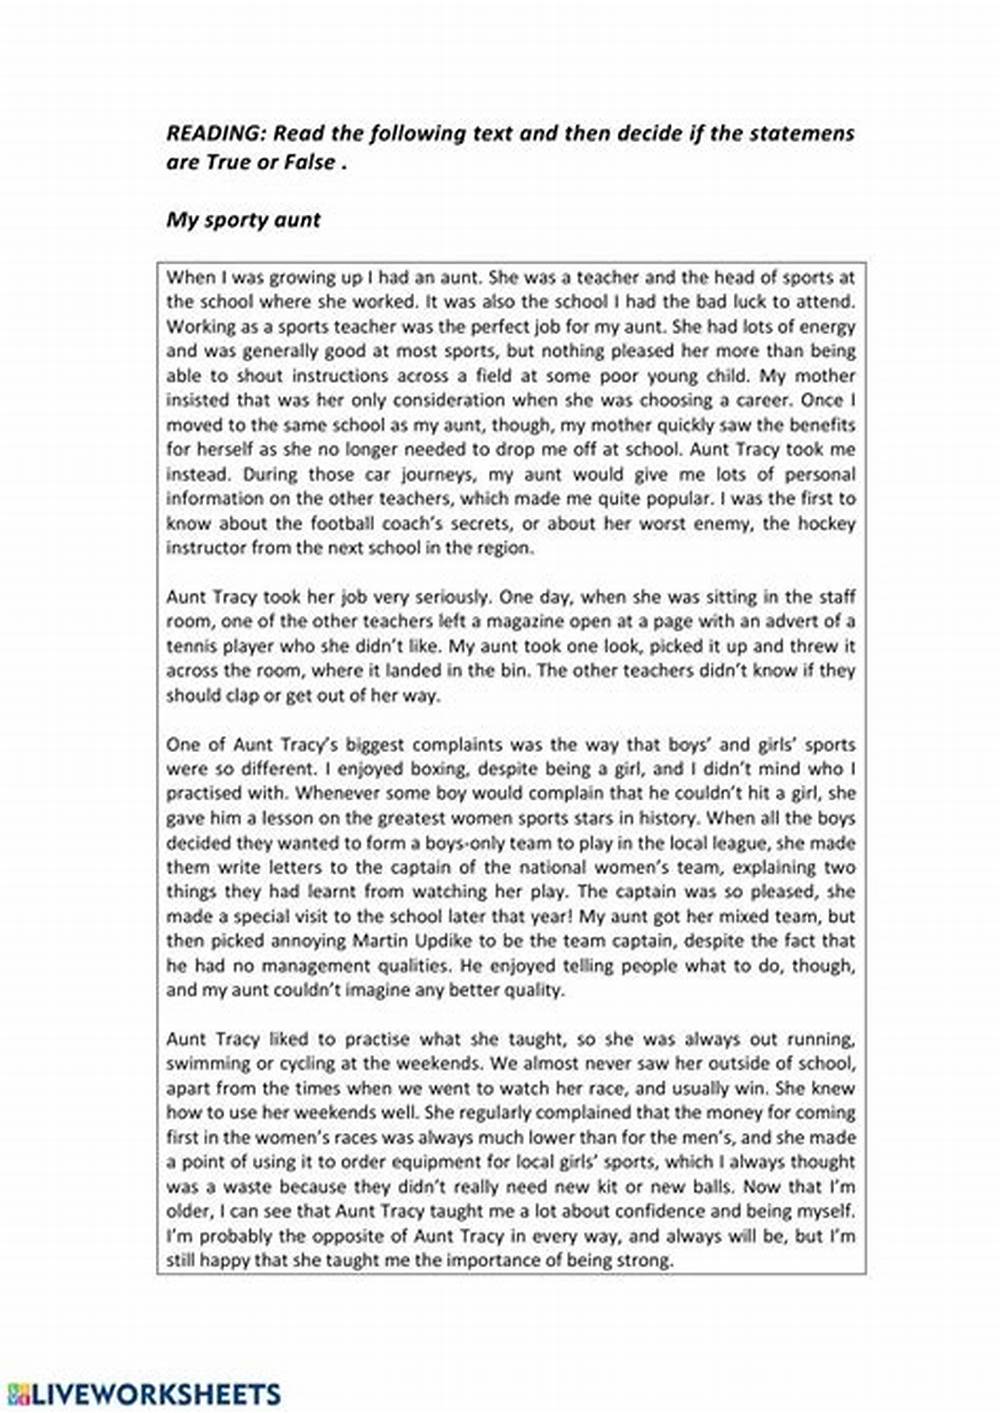 READING: Read the following text and then decide if the statemens
are True or False .
My sporty aunt
When I was growing up I had an aunt. She was a teacher and the head of sports at
the school where she worked. It was also the school I had the bad luck to attend.
Working as a sports teacher was the perfect job for my aunt. She had lots of energy
and was generally good at most sports, but nothing pleased her more than being
able to shout instructions across a field at some poor young child. My mother
insisted that was her only consideration when she was choosing a career. Once I
moved to the same school as my aunt, though, my mother quickly saw the benefits
for herself as she no longer needed to drop me off at school. Aunt Tracy took me
instead. During those car journeys, my aunt would give me lots of personal
information on the other teachers, which made me quite popular. I was the first to
know about the football coach's secrets, or about her worst enemy, the hockey
instructor from the next school in the region.
Aunt Tracy took her job very seriously. One day, when she was sitting in the staff
room, one of the other teachers left a magazine open at a page with an advert of a
tennis player who she didn't like. My aunt took one look, picked it up and threw it
across the room, where it landed in the bin. The other teachers didn't know if they
should clap or get out of her way.
One of Aunt Tracy's biggest complaints was the way that boys' and girls' sports
were so different. I enjoyed boxing, despite being a girl, and I didn't mind who I
practised with. Whenever some boy would complain that he couldn't hit a girl, she
gave him a lesson on the greatest women sports stars in history. When all the boys
decided they wanted to form a boys-only team to play in the local league, she made
them write letters to the captain of the national women's team, explaining two
things they had learnt from watching her play. The captain was so pleased, she
made a special visit to the school later that year! My aunt got her mixed team, but
then picked annoying Martin Updike to be the team captain, despite the fact that
he had no management qualities. He enjoyed telling people what to do, though,
and my aunt couldn't imagine any better quality.
Aunt Tracy liked to practise what she taught, so she was always out running,
swimming or cycling at the weekends. We almost never saw her outside of school,
apart from the times when we went to watch her race, and usually win. She knew
how to use her weekends well. She regularly complained that the money for coming
first in the women's races was always much lower than for the men's, and she made
a point of using it to order equipment for local girls' sports, which I always thought
was a waste because they didn't really need new kit or new balls. Now that I'm
older, I can see that Aunt Tracy taught me a lot about confidence and being myself.
I'm probably the opposite of Aunt Tracy in every way, and always will be, but I'm
still happy that she taught me the importance of being strong.
LIVEWORKSHEETS